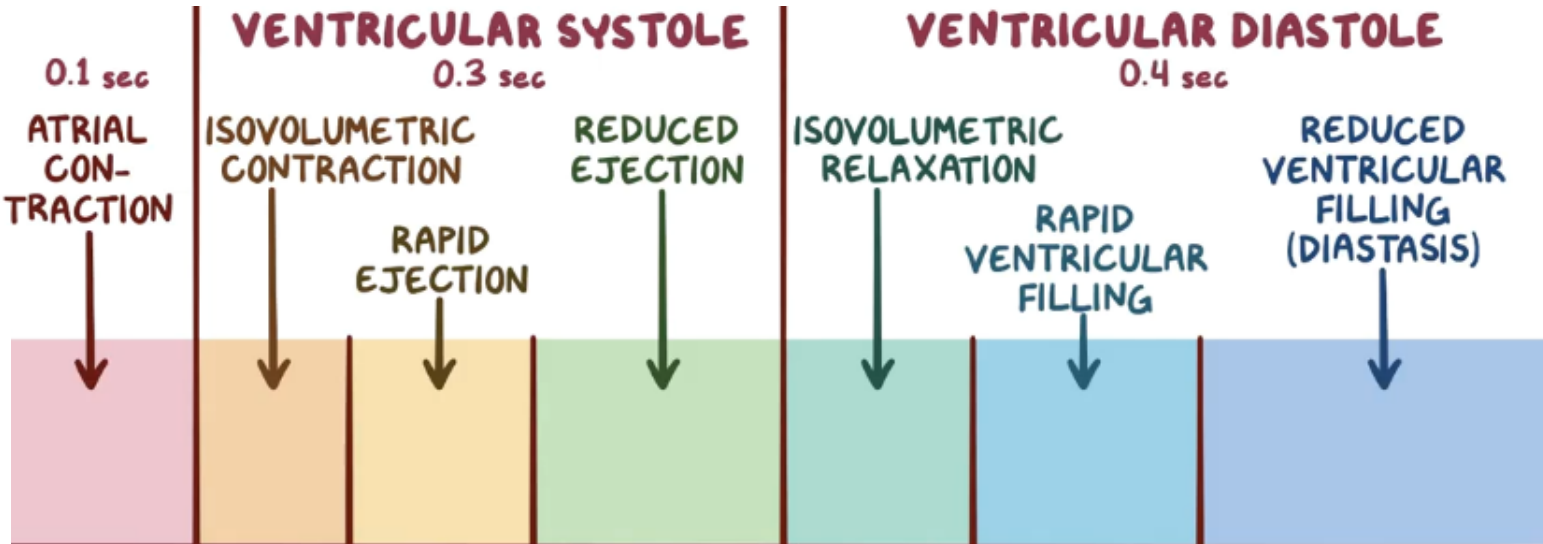 0.1 sec
ATRIAL
CON-
TRACTION
VENTRICULAR SYSTOLE
0.3 sec
ISOVOLUMETRIC
CONTRACTION
RAPID
EJECTION
REDUCED
EJECTION
VENTRICULAR DIASTOLE
0.4 sec
ISOVOLUMETRIC
RELAXATION
RAPID
VENTRICULAR
FILLING
REDUCED
VENTRICULAR
FILLING
(DIASTASIS)